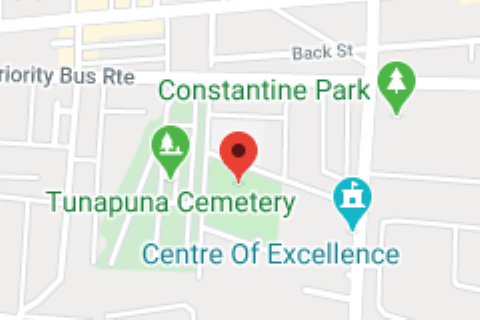 Back St
riority Bus Rte
Constantine Park
Tunapuna Cemetery
Centre Of Excellence